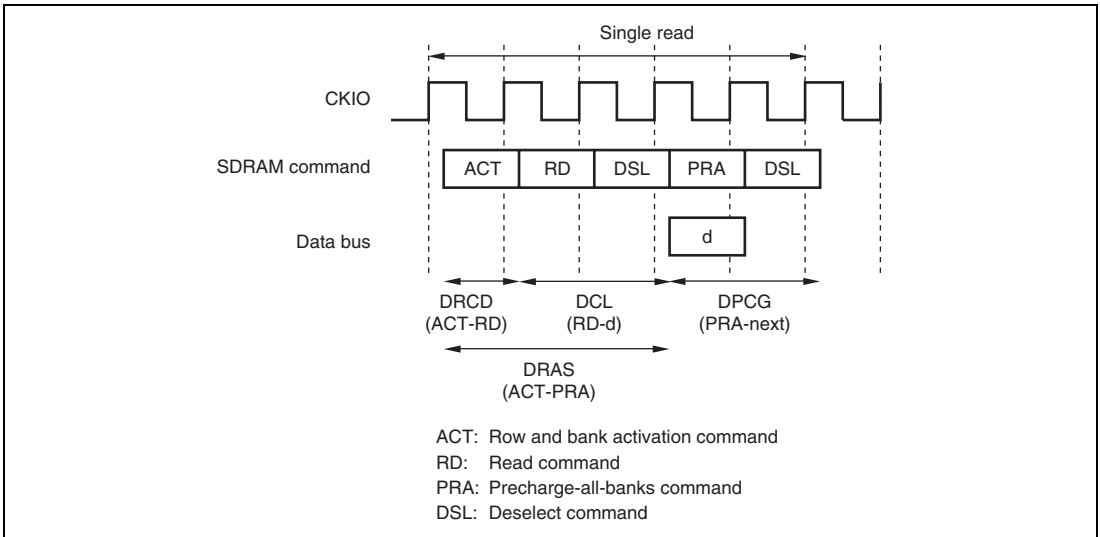 Single read
CKIO
SDRAM command ACT RD DSL PRA DSL
Data bus d
DRCD DCL DPCG
(ACT-RD) (RD-d) (PRA-next)
DRAS
(ACT-PRA)
ACT: Row and bank activation command
RD: Read command
PRA: Precharge-all-banks command
DSL: Deselect command